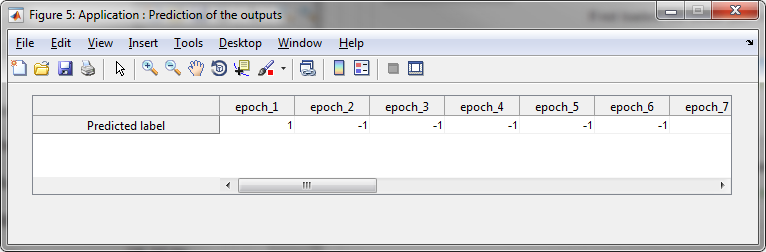 Figure 5: Application : Prediction of the outputs
File Edit View Insert Tools Desktop Window Help
epoch_1 epoch_2 epoch_3 epoch_4 epoch_5 epoch_6 epoch_7
Predicted label 1 -1 -1 -1 -1 -1